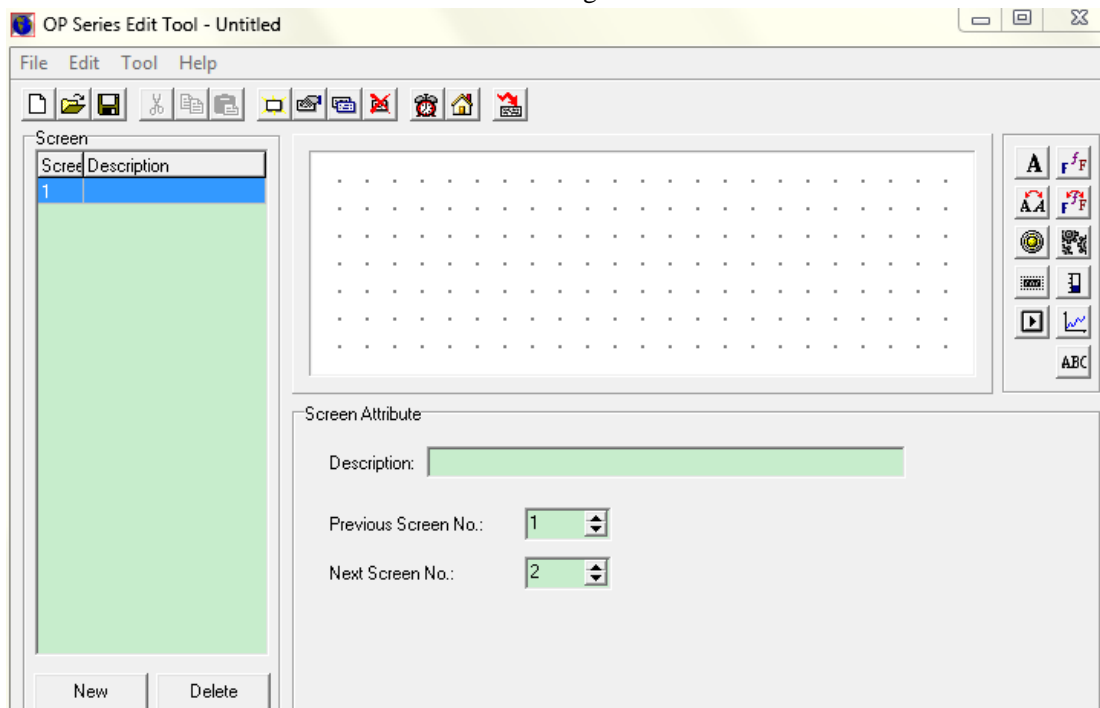 OP Series Edit Tool - Untitled
File Edit Tool Help
Screen
Scree Description
1
A F f F
A A F f F
ABC
Screen Attribute
Description:
Previous Screen No.: 1
Next Screen No.: 2
New Delete